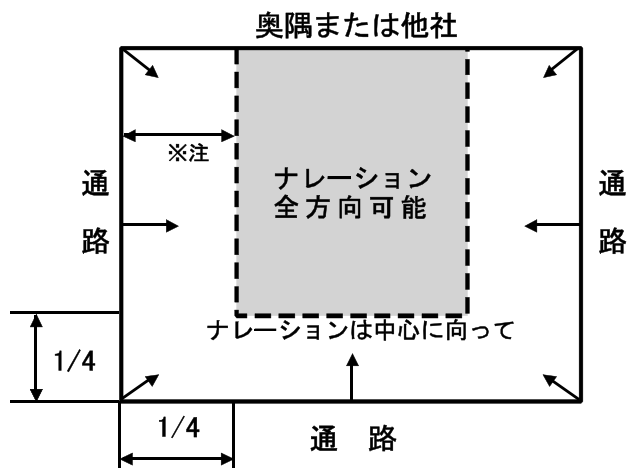 奥隅または他社
※注
ナレーション
全方向可能
通路
通路
ナレーションは中心に向って
1/4
1/4
通 路